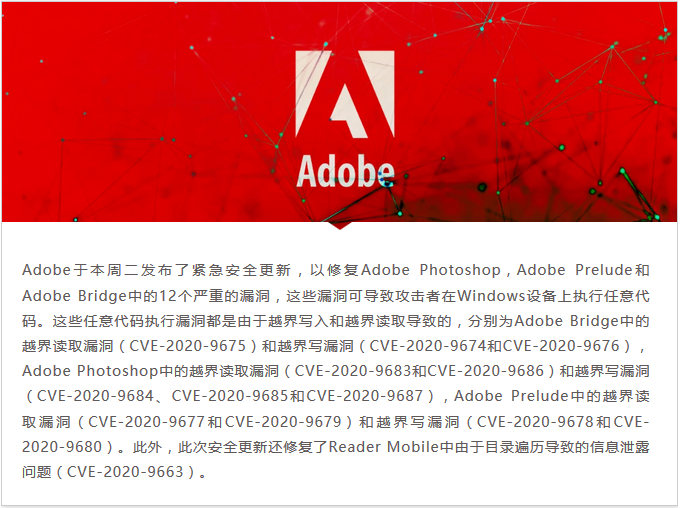 Adobe
Adobe于本周二发布了紧急安全更新，以修复Adobe Photoshop，Adobe Prelude和
Adobe Bridge中的12个严重的漏洞，这些漏洞可导致攻击者在Windows设备上执行任意代
码。这些任意代码执行漏洞都是由于越界写入和越界读取导致的，分别为Adobe Bridge中的
越界读取漏洞（CVE-2020-9675）和越界写漏洞（CVE-2020-9674和CVE-2020-9676），
Adobe Photoshop中的越界读取漏洞（CVE-2020-9683和CVE-2020-9686）和越界写漏洞
（CVE-2020-9684、CVE-2020-9685和CVE-2020-9687），Adobe Prelude中的越界读
取漏洞（CVE-2020-9677和CVE-2020-9679）和越界写漏洞（CVE-2020-9678和CVE-
2020-9680）。此外，此次安全更新还修复了Reader Mobile中由于目录遍历导致的信息泄露
问题（CVE-2020-9663）。